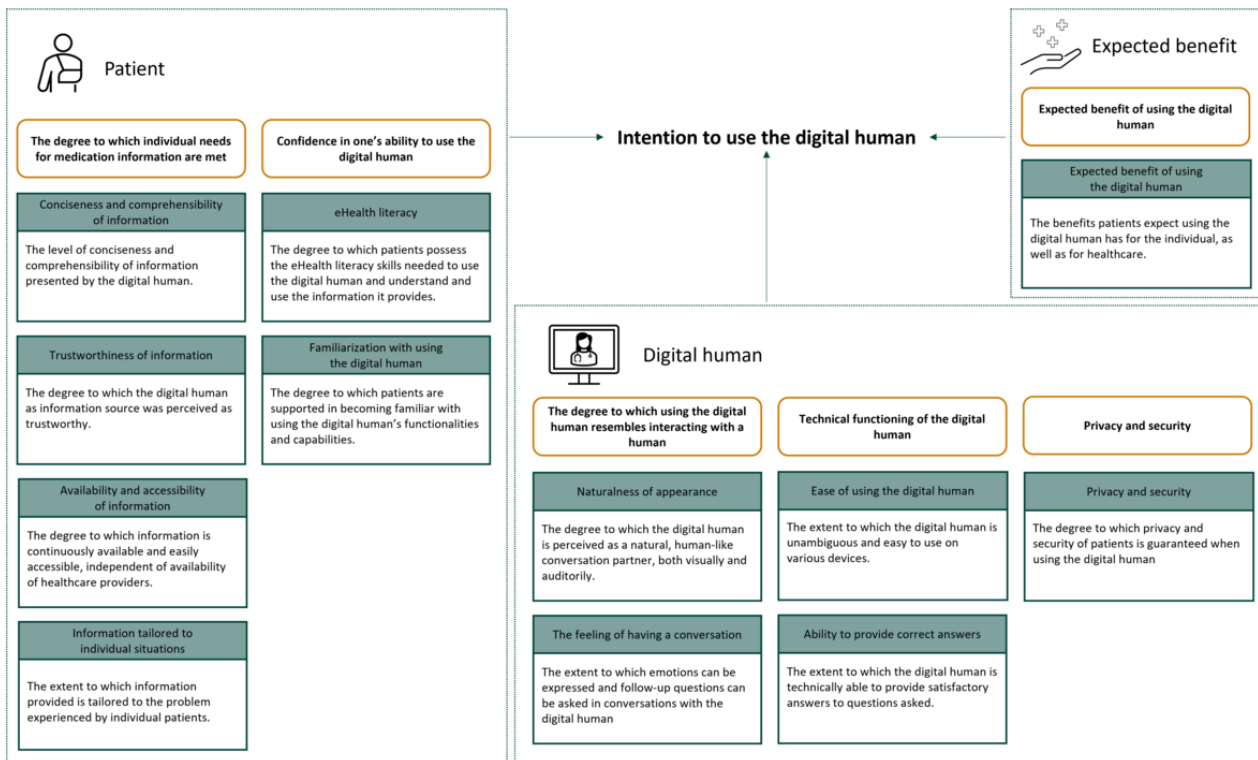 Patient
The degree to which individual needs
for medication information are met
Conciseness and comprehensibility
of information
The level of conciseness and
comprehensibility of information
presented by the digital human.
Trustworthiness of information
The degree to which the digital human
as information source was perceived as
trustworthy.
Availability and accessibility
of information
The degree to which information is
continuously available and easily
accessible, independent of availability
of healthcare providers.
Information tailored to
individual situations
The extent to which information
provided is tailored to the problem
experienced by individual patients.
Confidence in one's ability to use the
digital human
eHealth literacy
The degree to which patients possess
the eHealth literacy skills needed to use
the digital human and understand and
use the information it provides.
Familiarization with using
the digital human
The degree to which patients are
supported in becoming familiar with
using the digital human's functionalities
and capabilities.
Intention to use the digital human
Expected benefit
Expected benefit of using the digital
human
Expected benefit of using
the digital human
The benefits patients expect using the
digital human has for the individual, as
well as for healthcare.
Digital human
The degree to which using the digital
human resembles interacting with a
human
Naturalness of appearance
The degree to which the digital human
is perceived as a natural, human-like
conversation partner, both visually and
auditorily.
The feeling of having a conversation
The extent to which emotions can be
expressed and follow-up questions can
be asked in conversations with the
digital human
Technical functioning of the digital
human
Ease of using the digital human
The extent to which the digital human is
unambiguous and easy to use on
various devices.
Ability to provide correct answers
The extent to which the digital human is
technically able to provide satisfactory
answers to questions asked.
Privacy and security
Privacy and security
The degree to which privacy and
security of patients is guaranteed when
using the digital human